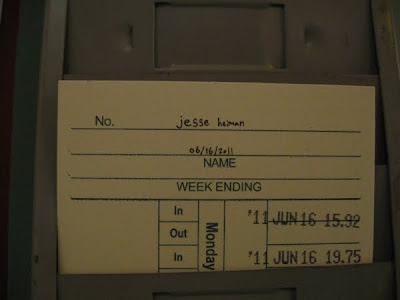 No. jesse heiman
06/16/2011
NAME
WEEK ENDING
In '11 JUN 16 15.92
Out
In '11 JUN 16 19.75
Monday